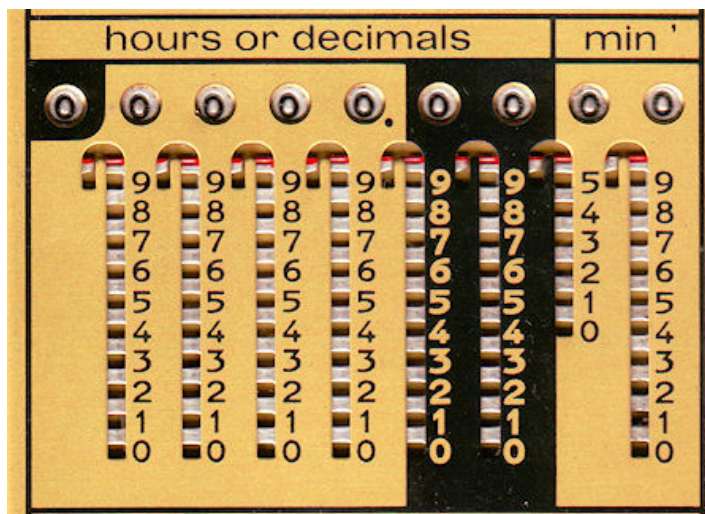 hours or decimals min '
0 0 0 0 0. 0 0 0 0
9 9 9 9 9 9 5 9
8 8 8 8 8 8 4 8
7 7 7 7 7 7 3 7
6 6 6 6 6 6 2 6
5 5 5 5 5 5 1 5
4 4 4 4 4 4 0 4
3 3 3 3 3 3 3
2 2 2 2 2 2 2
1 1 1 1 1 1 1
0 0 0 0 0 0 0